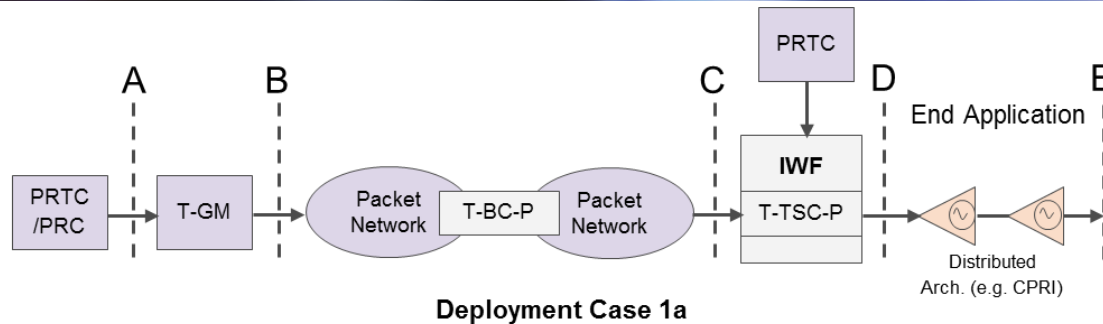 PRTC
A
B
C
D
E
End Application
PRTC
/PRC
T-GM
Packet
Network
T-BC-P
Packet
Network
IWF
T-TSC-P
Distributed
Arch. (e.g. CPRI)
Deployment Case 1a